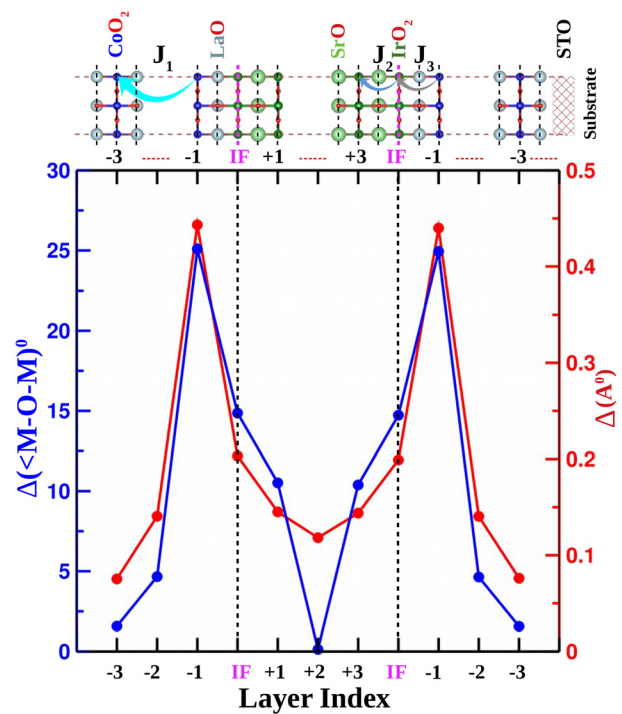 CoO2
J1
LaO
SrO
J2
IrO2
J3
STO
Substrate
-3 ...... -1 IF +1 ...... +3 IF -1 ...... -3 ......
30
25
20
15
10
5
0
Δ(<M-O-M)⁰
0.5
0.4
0.3
0.2
0.1
0
Δ(A⁰)
-3 -2 -1 IF +1 +2 +3 IF -1 -2 -3
Layer Index